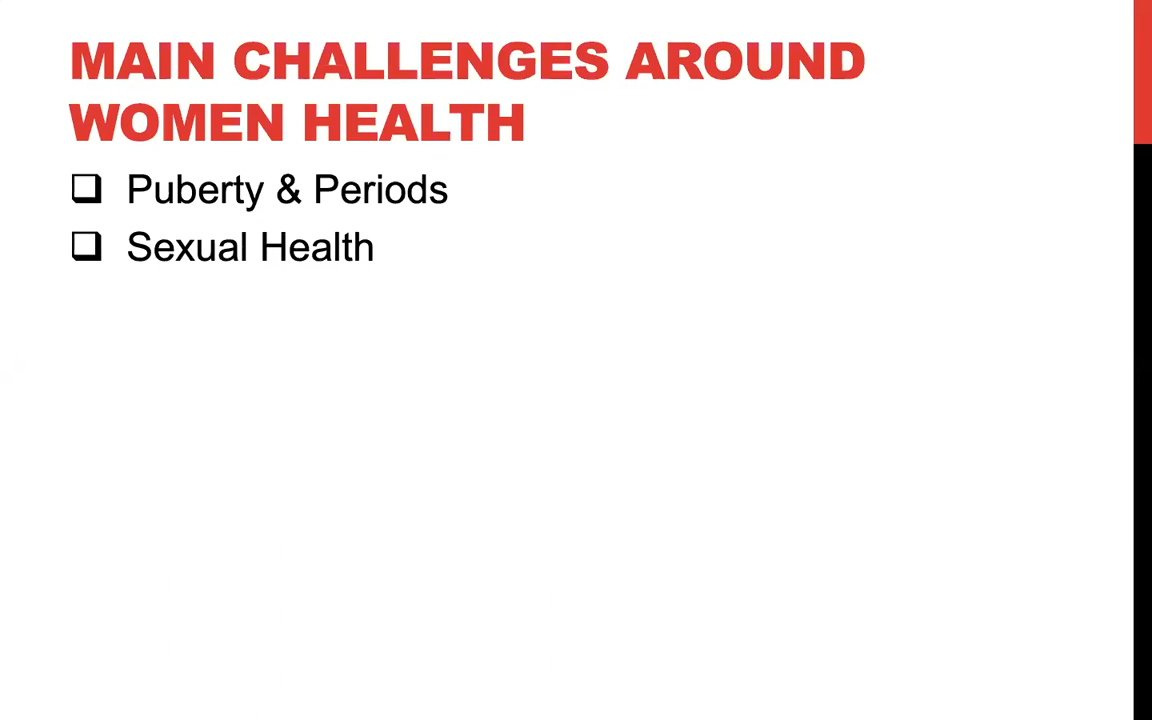 MAIN CHALLENGES AROUND
WOMEN HEALTH
❑ Puberty & Periods
❑ Sexual Health